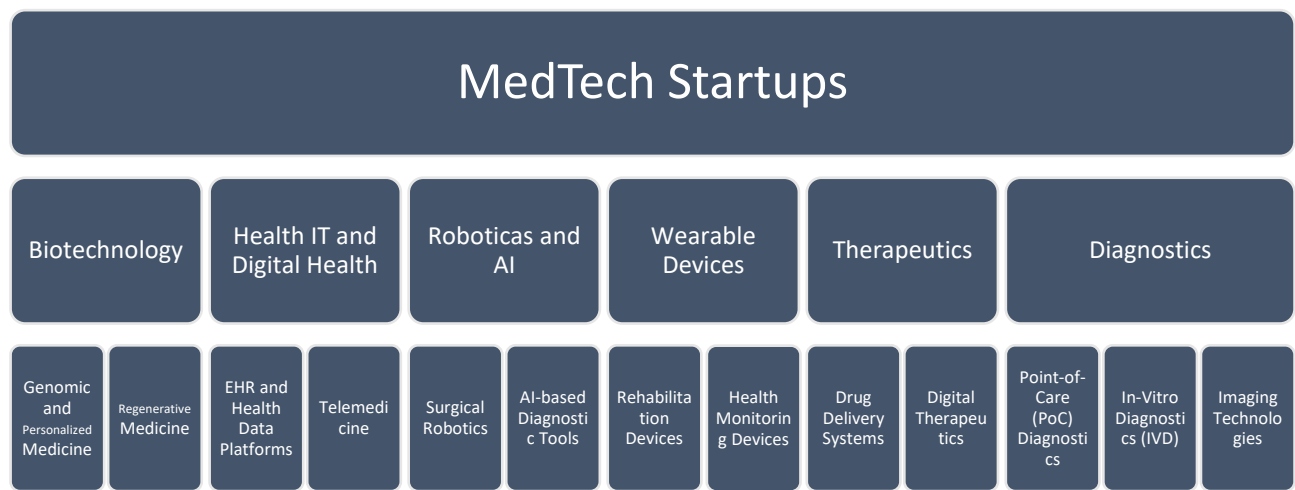 MedTech Startups
Biotechnology
Health IT and
Digital Health
Roboticas and
AI
Wearable
Devices
Therapeutics
Diagnostics
Genomic
and
Personalized
Medicine
Regenerative
Medicine
EHR and
Health
Data
Platforms
Telemedi
cine
Surgical
Robotics
AI-based
Diagnosti
c Tools
Rehabilita
tion
Devices
Health
Monitorin
g Devices
Drug
Delivery
Systems
Digital
Therapeu
tics
Point-of-
Care
(PoC)
Diagnosti
cs
In-Vitro
Diagnosti
cs (IVD)
Imaging
Technolo
gies